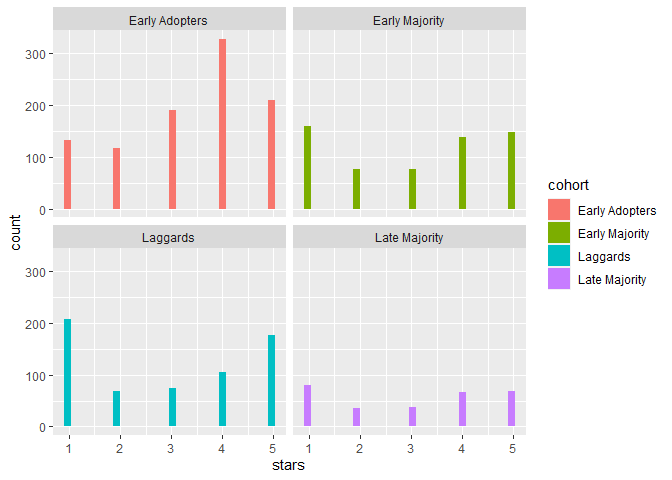 Early Adopters
Early Majority
300
200
100
0
Laggards
Late Majority
300
200
100
0
1 2 3 4 5
1 2 3 4 5
stars
count
cohort
Early Adopters
Early Majority
Laggards
Late Majority